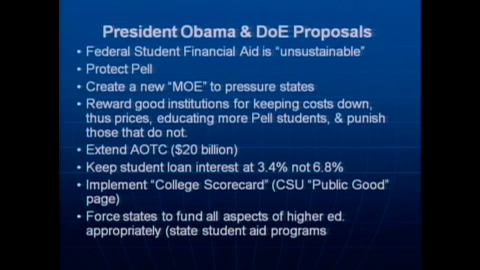 President Obama & DoE Proposals
• Federal Student Financial Aid is “unsustainable”
• Protect Pell
• Create a new “MOE” to pressure states
• Reward good institutions for keeping costs down,
thus prices, educating more Pell students, & punish
those that do not.
• Extend AOTC ($20 billion)
• Keep student loan interest at 3.4% not 6.8%
• Implement “College Scorecard” (CSU “Public Good”
page)
• Force states to fund all aspects of higher ed.
appropriately (state student aid programs